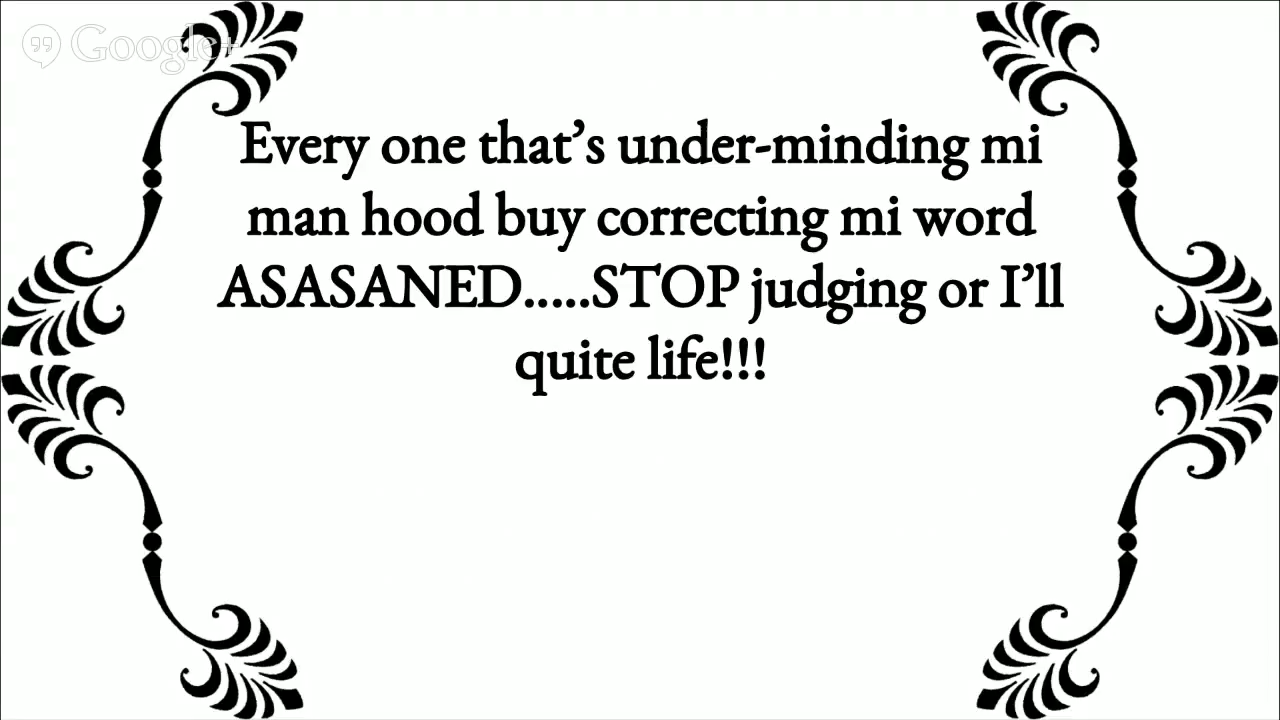 Google+
Every one that's under-minding mi
man hood buy correcting mi word
ASASANED.....STOP judging or I'll
quite life!!!